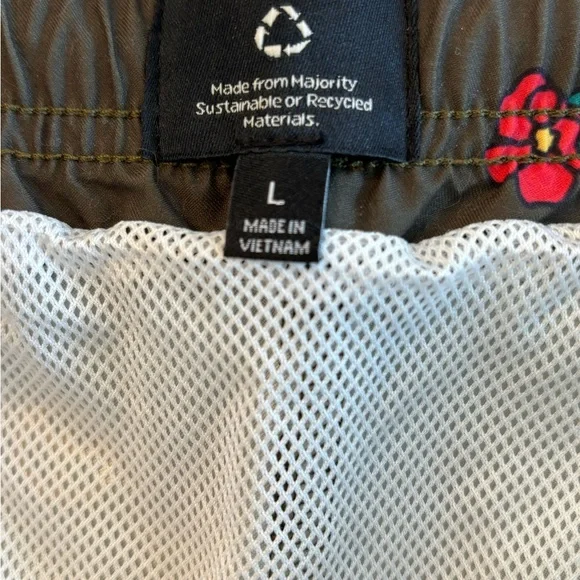 Made from Majority
Sustainable or Recycled
Materials.
L
MADE IN
VIETNAM